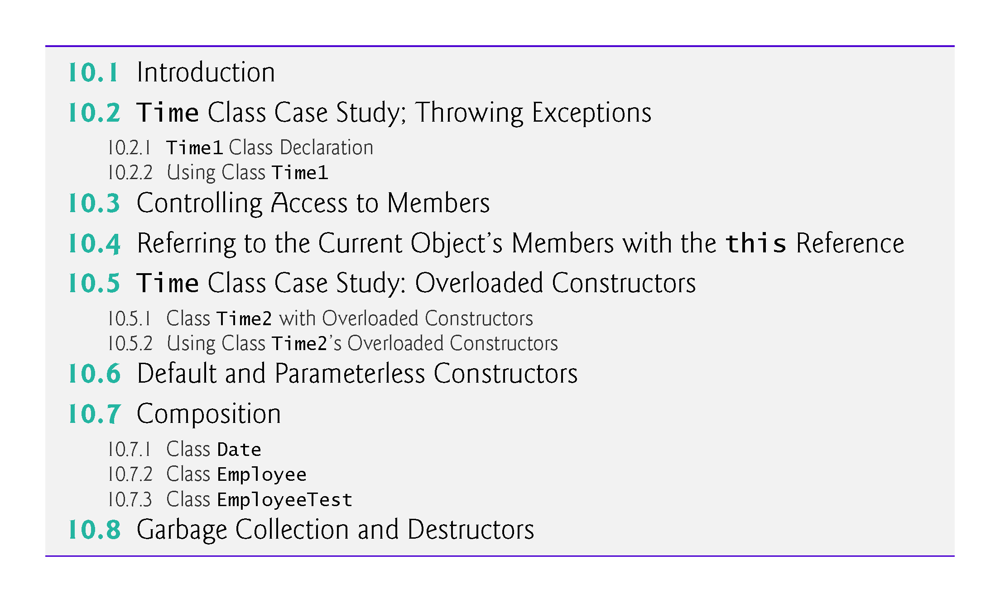 10.1 Introduction
10.2 Time Class Case Study; Throwing Exceptions
10.2.1 Time1 Class Declaration
10.2.2 Using Class Time1
10.3 Controlling Access to Members
10.4 Referring to the Current Object’s Members with the this Reference
10.5 Time Class Case Study: Overloaded Constructors
10.5.1 Class Time2 with Overloaded Constructors
10.5.2 Using Class Time2’s Overloaded Constructors
10.6 Default and Parameterless Constructors
10.7 Composition
10.7.1 Class Date
10.7.2 Class Employee
10.7.3 Class EmployeeTest
10.8 Garbage Collection and Destructors